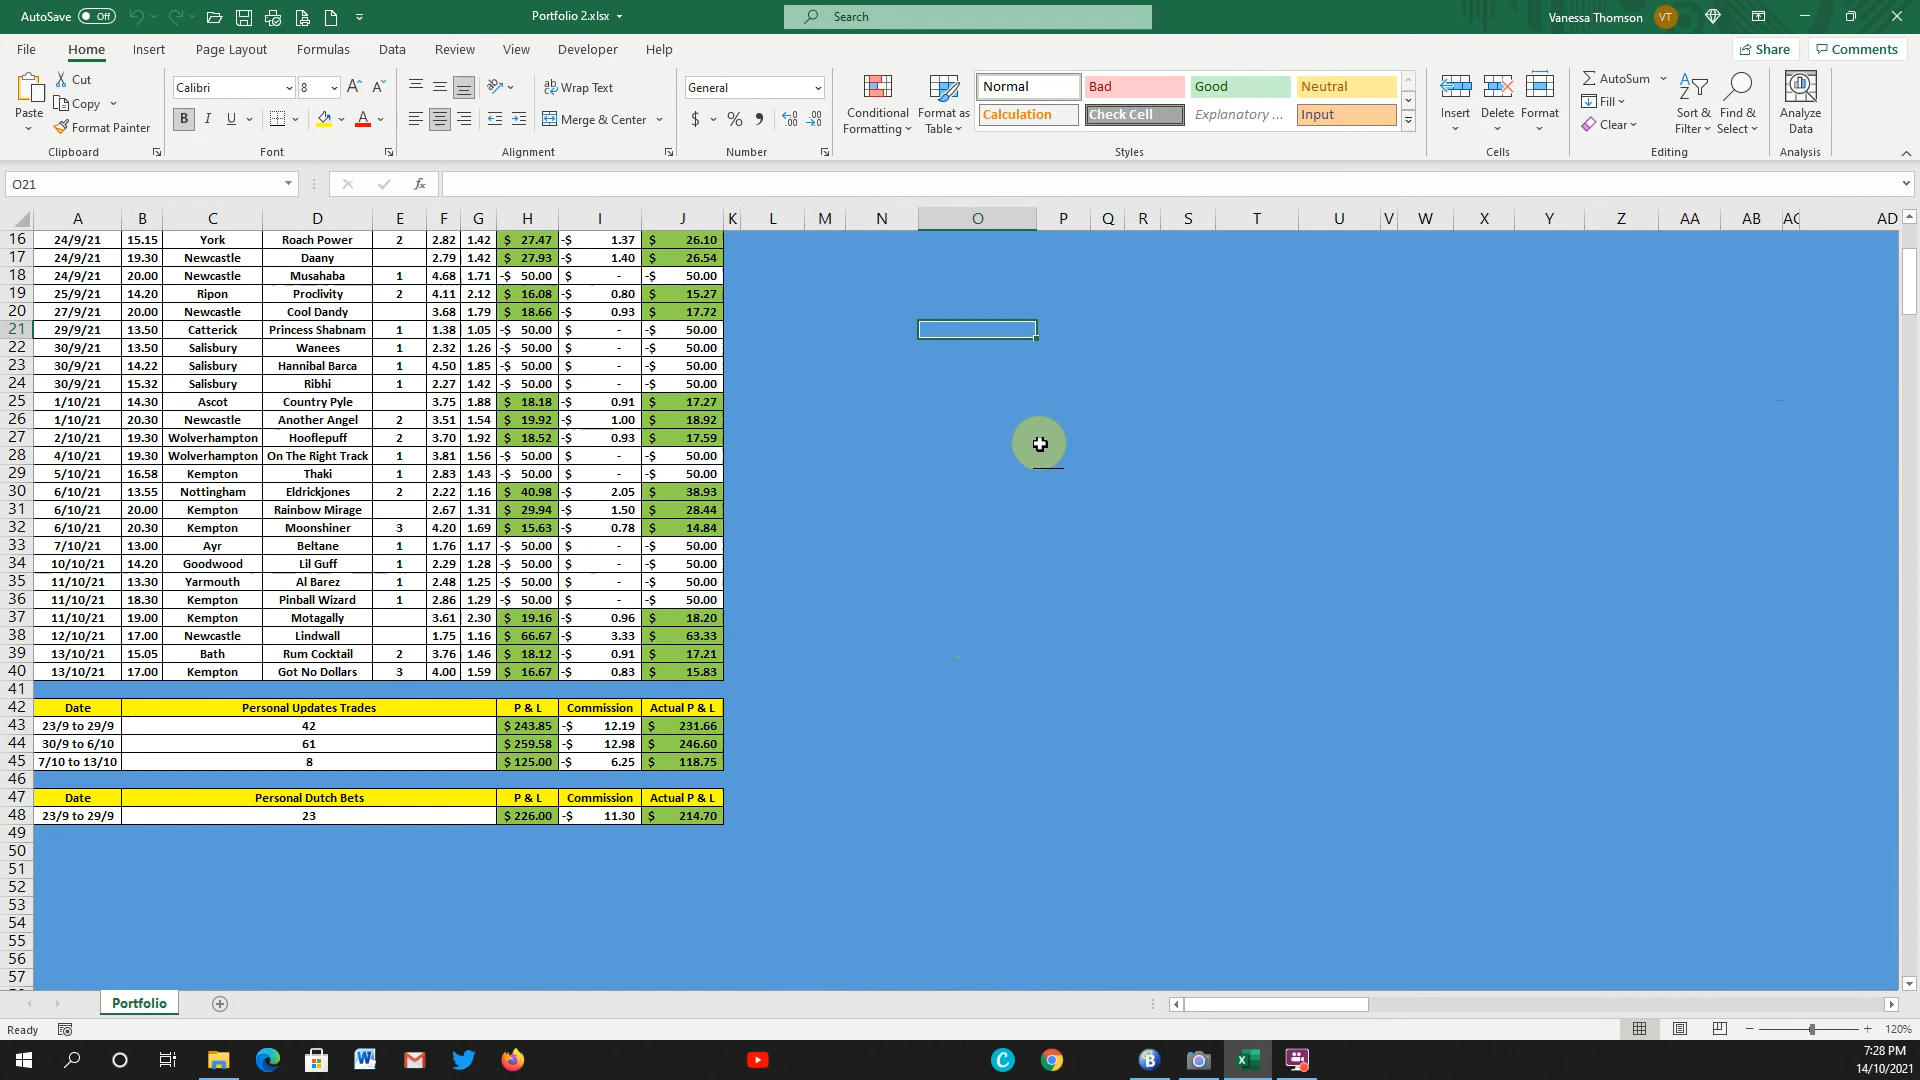 AutoSave Off Portfolio 2.xlsx Search Vanessa Thomson VT
File Home Insert Page Layout Formulas Data Review View Developer Help Share Comments
Cut
Copy
Format Painter
Paste
Calibri 8
Wrap Text
Merge & Center
General
Conditional Formatting
Format as Table
Normal Bad Good Neutral
Calculation Check Cell Explanatory ... Input
Insert Delete Format
AutoSum
Fill
Clear
Sort & Filter
Find & Select
Analyze Data
Clipboard Font Alignment Number Styles Cells Editing Analysis
O21 fx
A B C D E F G H I J K L M N O P Q R S T U V W X Y Z AA AB AC AD
16 24/9/21 15.15 York Roach Power 2 2.82 1.42 $ 27.47 -$ 1.37 $ 26.10
17 24/9/21 19.30 Newcastle Daany 2.79 1.42 $ 27.93 -$ 1.40 $ 26.54
18 24/9/21 20.00 Newcastle Musahaba 1 4.68 1.71 -$ 50.00 $ - -$ 50.00
19 25/9/21 14.20 Ripon Proclivity 2 4.11 2.12 $ 16.08 -$ 0.80 $ 15.27
20 27/9/21 20.00 Newcastle Cool Dandy 3.68 1.79 $ 18.66 -$ 0.93 $ 17.72
21 29/9/21 13.50 Catterick Princess Shabnam 1 1.38 1.05 -$ 50.00 $ - -$ 50.00
22 30/9/21 13.50 Salisbury Wanees 1 2.32 1.26 -$ 50.00 $ - -$ 50.00
23 30/9/21 14.22 Salisbury Hannibal Barca 1 4.50 1.85 -$ 50.00 $ - -$ 50.00
24 30/9/21 15.32 Salisbury Ribhi 1 2.27 1.42 -$ 50.00 $ - -$ 50.00
25 1/10/21 14.30 Ascot Country Pyle 3.75 1.88 $ 18.18 -$ 0.91 $ 17.27
26 1/10/21 20.30 Newcastle Another Angel 2 3.51 1.54 $ 19.92 -$ 1.00 $ 18.92
27 2/10/21 19.30 Wolverhampton Hooflepuff 2 3.70 1.92 $ 18.52 -$ 0.93 $ 17.59
28 4/10/21 19.30 Wolverhampton On The Right Track 1 3.81 1.56 -$ 50.00 $ - -$ 50.00
29 5/10/21 16.58 Kempton Thaki 1 2.83 1.43 -$ 50.00 $ - -$ 50.00
30 6/10/21 13.55 Nottingham Eldrickjones 2 2.22 1.16 $ 40.98 -$ 2.05 $ 38.93
31 6/10/21 20.00 Kempton Rainbow Mirage 2.67 1.31 $ 29.94 -$ 1.50 $ 28.44
32 6/10/21 20.30 Kempton Moonshiner 3 4.20 1.69 $ 15.63 -$ 0.78 $ 14.84
33 7/10/21 13.00 Ayr Beltane 1 1.76 1.17 -$ 50.00 $ - -$ 50.00
34 10/10/21 14.20 Goodwood Lil Guff 1 2.29 1.28 -$ 50.00 $ - -$ 50.00
35 11/10/21 13.30 Yarmouth Al Barez 1 2.48 1.25 -$ 50.00 $ - -$ 50.00
36 11/10/21 18.30 Kempton Pinball Wizard 1 2.86 1.29 -$ 50.00 $ - -$ 50.00
37 11/10/21 19.00 Kempton Motagally 3.61 2.30 $ 19.16 -$ 0.96 $ 18.20
38 12/10/21 17.00 Newcastle Lindwall 1.75 1.16 $ 66.67 -$ 3.33 $ 63.33
39 13/10/21 15.05 Bath Rum Cocktail 2 3.76 1.46 $ 18.12 -$ 0.91 $ 17.21
40 13/10/21 17.00 Kempton Got No Dollars 3 4.00 1.59 $ 16.67 -$ 0.83 $ 15.83
41
42 Date Personal Updates Trades P & L Commission Actual P & L
43 23/9 to 29/9 42 $ 243.85 -$ 12.19 $ 231.66
44 30/9 to 6/10 61 $ 259.58 -$ 12.98 $ 246.60
45 7/10 to 13/10 8 $ 125.00 -$ 6.25 $ 118.75
46
47 Date Personal Dutch Bets P & L Commission Actual P & L
48 23/9 to 29/9 23 $ 226.00 -$ 11.30 $ 214.70
49
50
51
52
53
54
55
56
57
Portfolio
Ready 120%
7:28 PM
14/10/2021